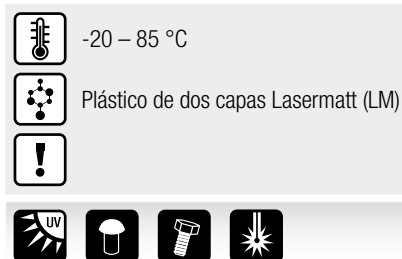 -20 – 85 °C
Plástico de dos capas Lasermatt (LM)
!
UV